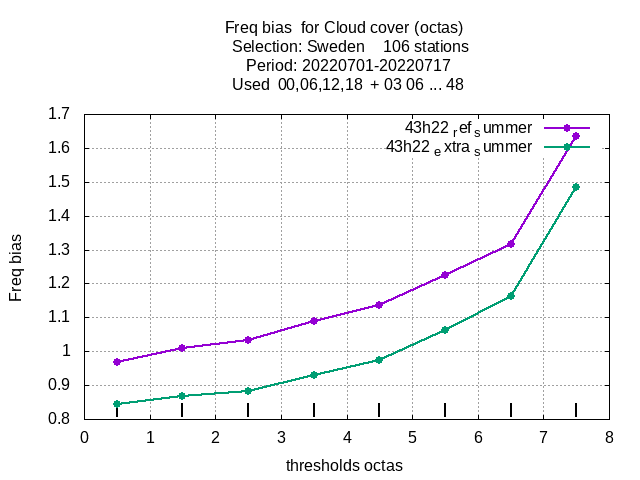 Freq bias  for Cloud cover (octas)
Selection: Sweden    106 stations
Period: 20220701-20220717
Used  00,06,12,18  + 03 06 ... 48
43h22 ref summer
43h22 extra summer
1.7
1.6
1.5
1.4
1.3
1.2
1.1
1
0.9
0.8
Freq bias
0 1 2 3 4 5 6 7 8
thresholds octas